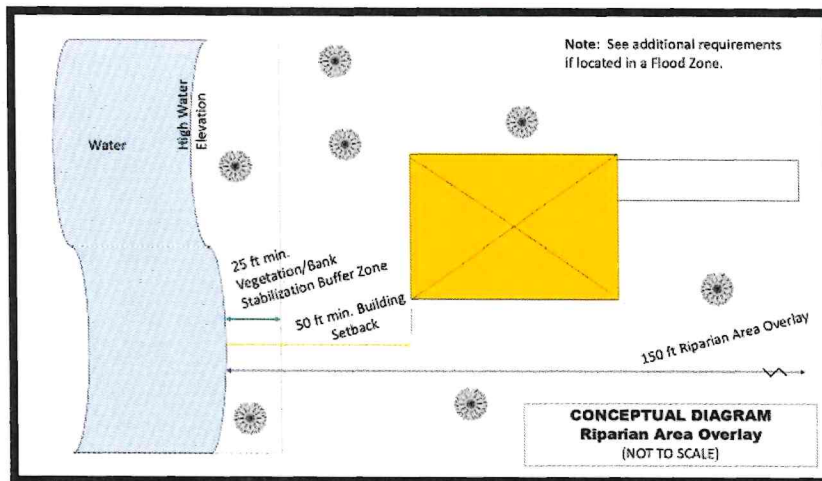 Note: See additional requirements
if located in a Flood Zone.
Water
High Water
Elevation
25 ft min.
Vegetation/Bank
Stabilization Buffer Zone
50 ft min. Building
Setback
150 ft Riparian Area Overlay
CONCEPTUAL DIAGRAM
Riparian Area Overlay
(NOT TO SCALE)